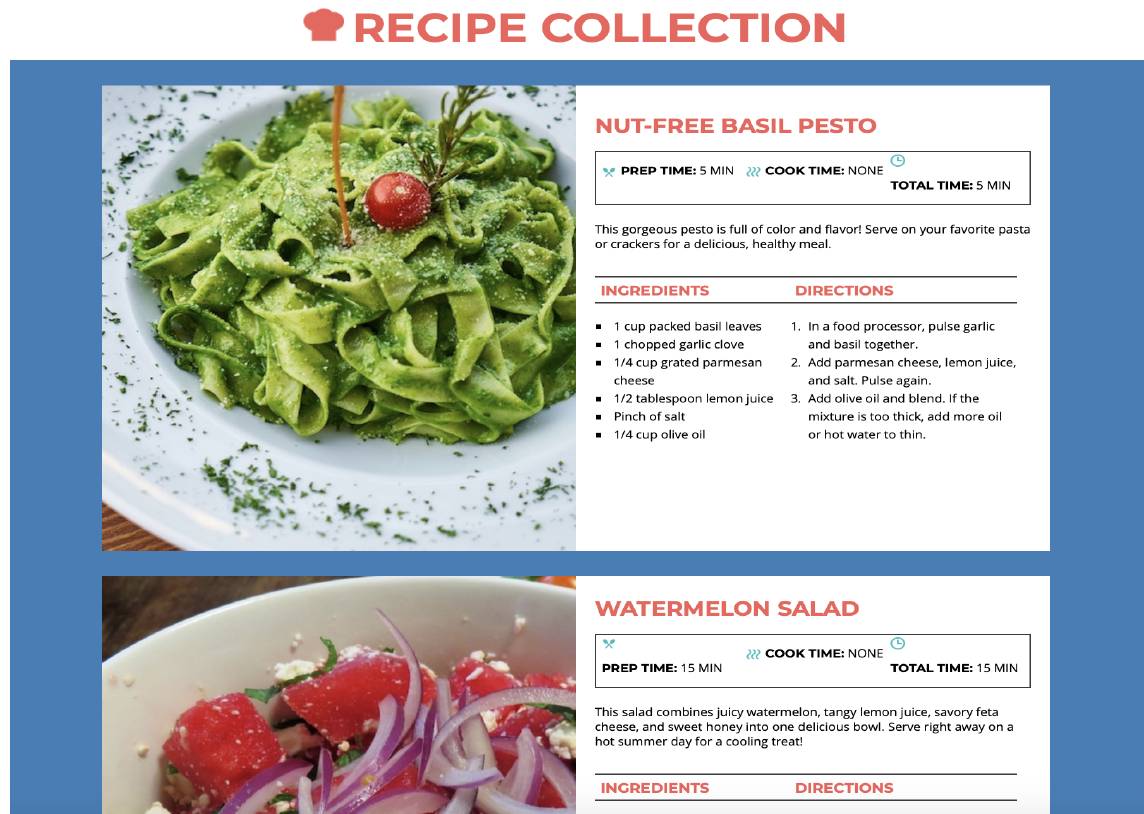 RECIPE COLLECTION
NUT-FREE BASIL PESTO
PREP TIME: 5 MIN COOK TIME: NONE
TOTAL TIME: 5 MIN
This gorgeous pesto is full of color and flavor! Serve on your favorite pasta
or crackers for a delicious, healthy meal.
INGREDIENTS
1 cup packed basil leaves
1 chopped garlic clove
1/4 cup grated parmesan
cheese
1/2 tablespoon lemon juice
Pinch of salt
1/4 cup olive oil
DIRECTIONS
1. In a food processor, pulse garlic
and basil together.
2. Add parmesan cheese, lemon juice,
and salt. Pulse again.
3. Add olive oil and blend. If the
mixture is too thick, add more oil
or hot water to thin.
WATERMELON SALAD
PREP TIME: 15 MIN
COOK TIME: NONE
TOTAL TIME: 15 MIN
This salad combines juicy watermelon, tangy lemon juice, savory feta
cheese, and sweet honey into one delicious bowl. Serve right away on a
hot summer day for a cooling treat!
INGREDIENTS
DIRECTIONS